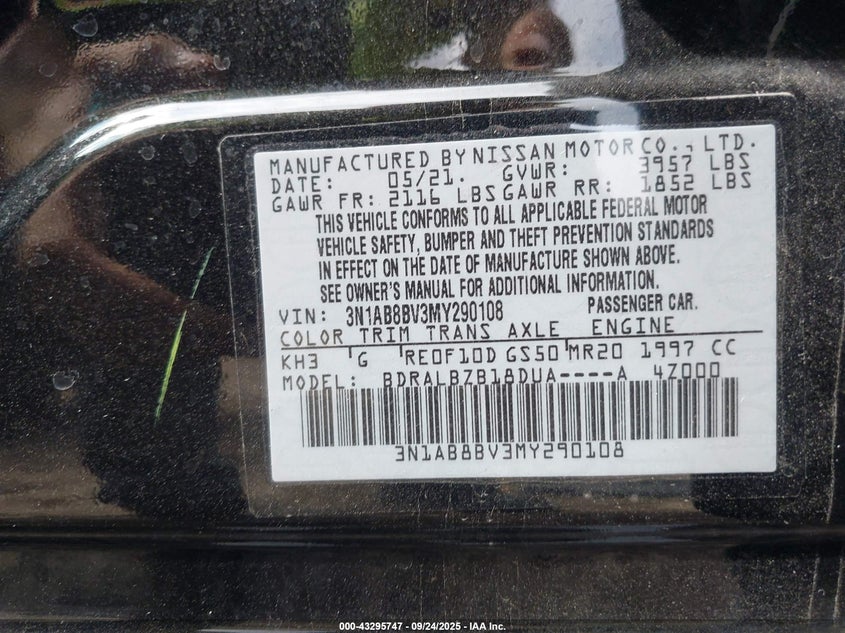 MANUFACTURED BY NISSAN MOTOR CO., LTD.
DATE: 05/21. GVWR: 3957 LBS
GAWR FR: 2116 LBS GAWR RR: 1852 LBS
THIS VEHICLE CONFORMS TO ALL APPLICABLE FEDERAL MOTOR
VEHICLE SAFETY, BUMPER AND THEFT PREVENTION STANDARDS
IN EFFECT ON THE DATE OF MANUFACTURE SHOWN ABOVE.
SEE OWNER'S MANUAL FOR ADDITIONAL INFORMATION.
VIN: 3N1AB8BV3MY290108 PASSENGER CAR.
COLOR TRIM TRANS AXLE ENGINE
KH3 G RE0F10D GS50 MR20 1997 CC
MODEL: BDRALBZB18DUA----A 4Z000
3N1AB8BV3MY290108
000-43295747 - 09/24/2025 - IAA Inc.